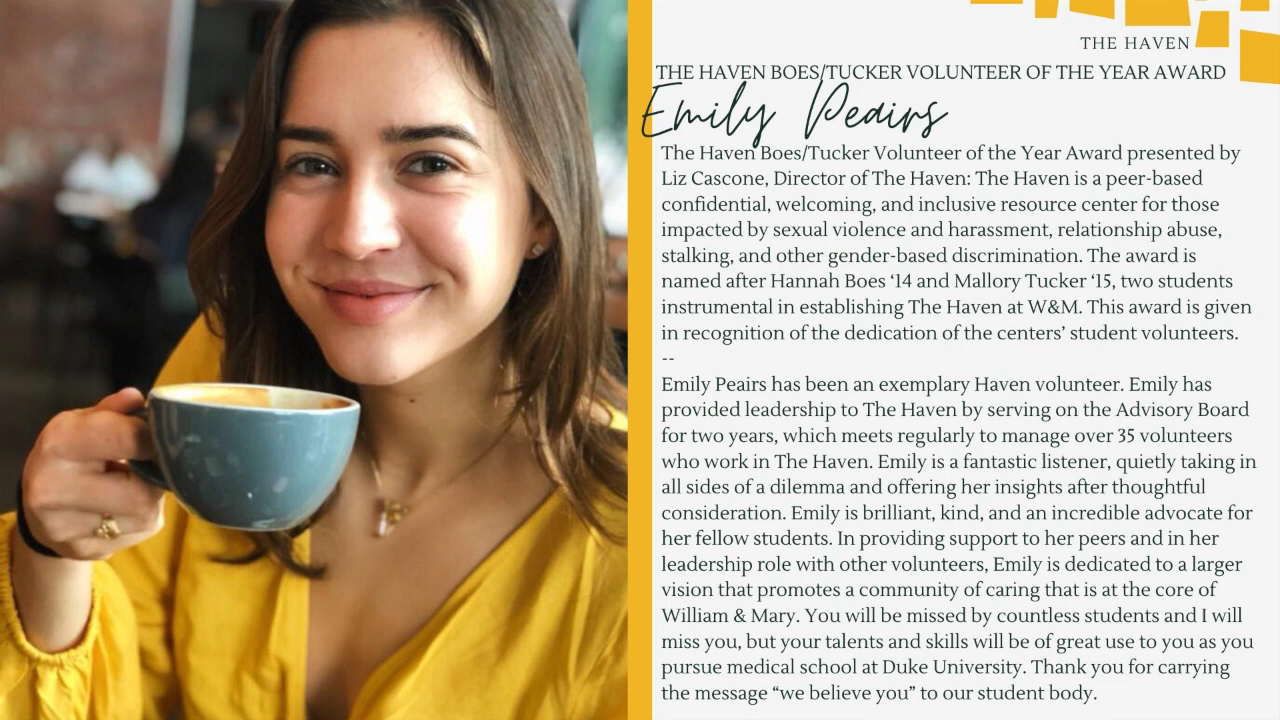 THE HAVEN
THE HAVEN BOES/TUCKER VOLUNTEER OF THE YEAR AWARD
Emily Peairs
The Haven Boes/Tucker Volunteer of the Year Award presented by
Liz Cascone, Director of The Haven: The Haven is a peer-based
confidential, welcoming, and inclusive resource center for those
impacted by sexual violence and harassment, relationship abuse,
stalking, and other gender-based discrimination. The award is
named after Hannah Boes ‘14 and Mallory Tucker ‘15, two students
instrumental in establishing The Haven at W&M. This award is given
in recognition of the dedication of the centers’ student volunteers.
--
Emily Peairs has been an exemplary Haven volunteer. Emily has
provided leadership to The Haven by serving on the Advisory Board
for two years, which meets regularly to manage over 35 volunteers
who work in The Haven. Emily is a fantastic listener, quietly taking in
all sides of a dilemma and offering her insights after thoughtful
consideration. Emily is brilliant, kind, and an incredible advocate for
her fellow students. In providing support to her peers and in her
leadership role with other volunteers, Emily is dedicated to a larger
vision that promotes a community of caring that is at the core of
William & Mary. You will be missed by countless students and I will
miss you, but your talents and skills will be of great use to you as you
pursue medical school at Duke University. Thank you for carrying
the message “we believe you” to our student body.